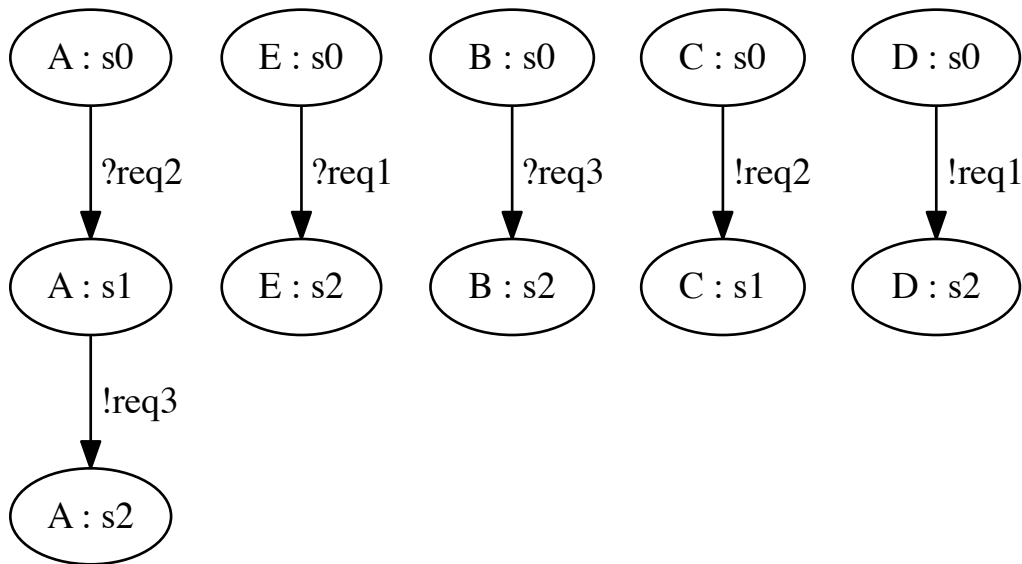 A : s0 E : s0 B : s0 C : s0 D : s0
?req2 ?req1 ?req3 !req2 !req1
A : s1 E : s2 B : s2 C : s1 D : s2
!req3
A : s2